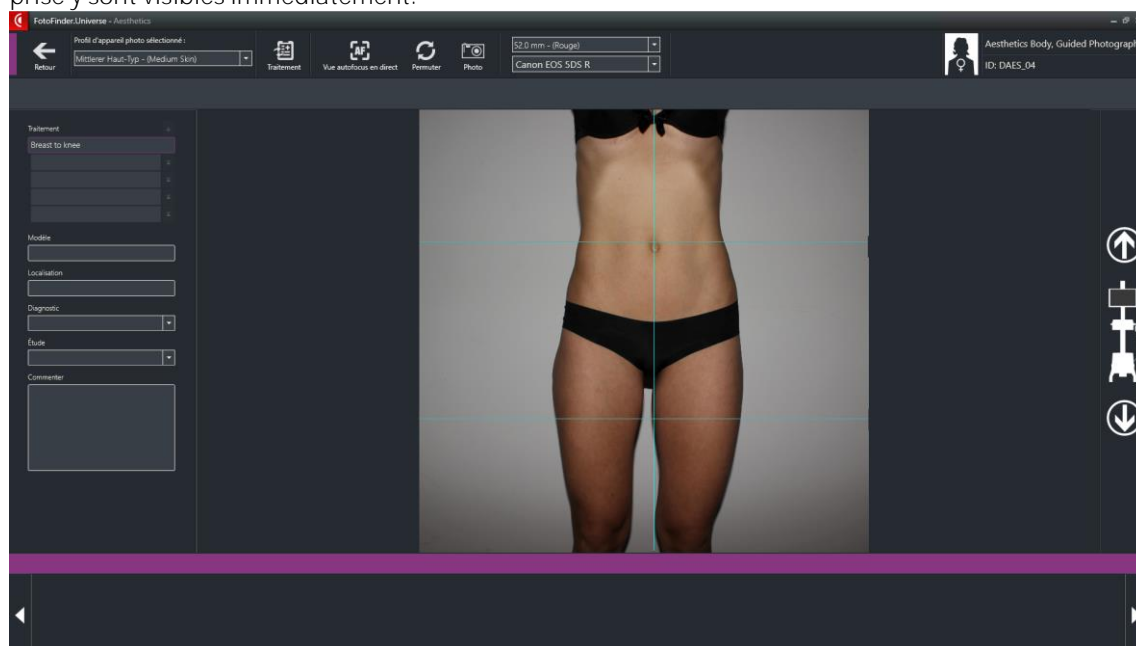 prise y sont visibles immédiatement.
FotoFinder.Universe - Aesthetics
Retour
Profil d'appareil photo sélectionné :
Mittlerer Haut-Typ - (Medium Skin)
Traitement
Vue autofocus en direct
Permuter
Photo
52.0 mm - (Rouge)
Canon EOS 5DS R
Aesthetics Body, Guided Photograph
ID: DAES_04
Traitement
Breast to knee
Modèle
Localisation
Diagnostic
Étude
Commenter